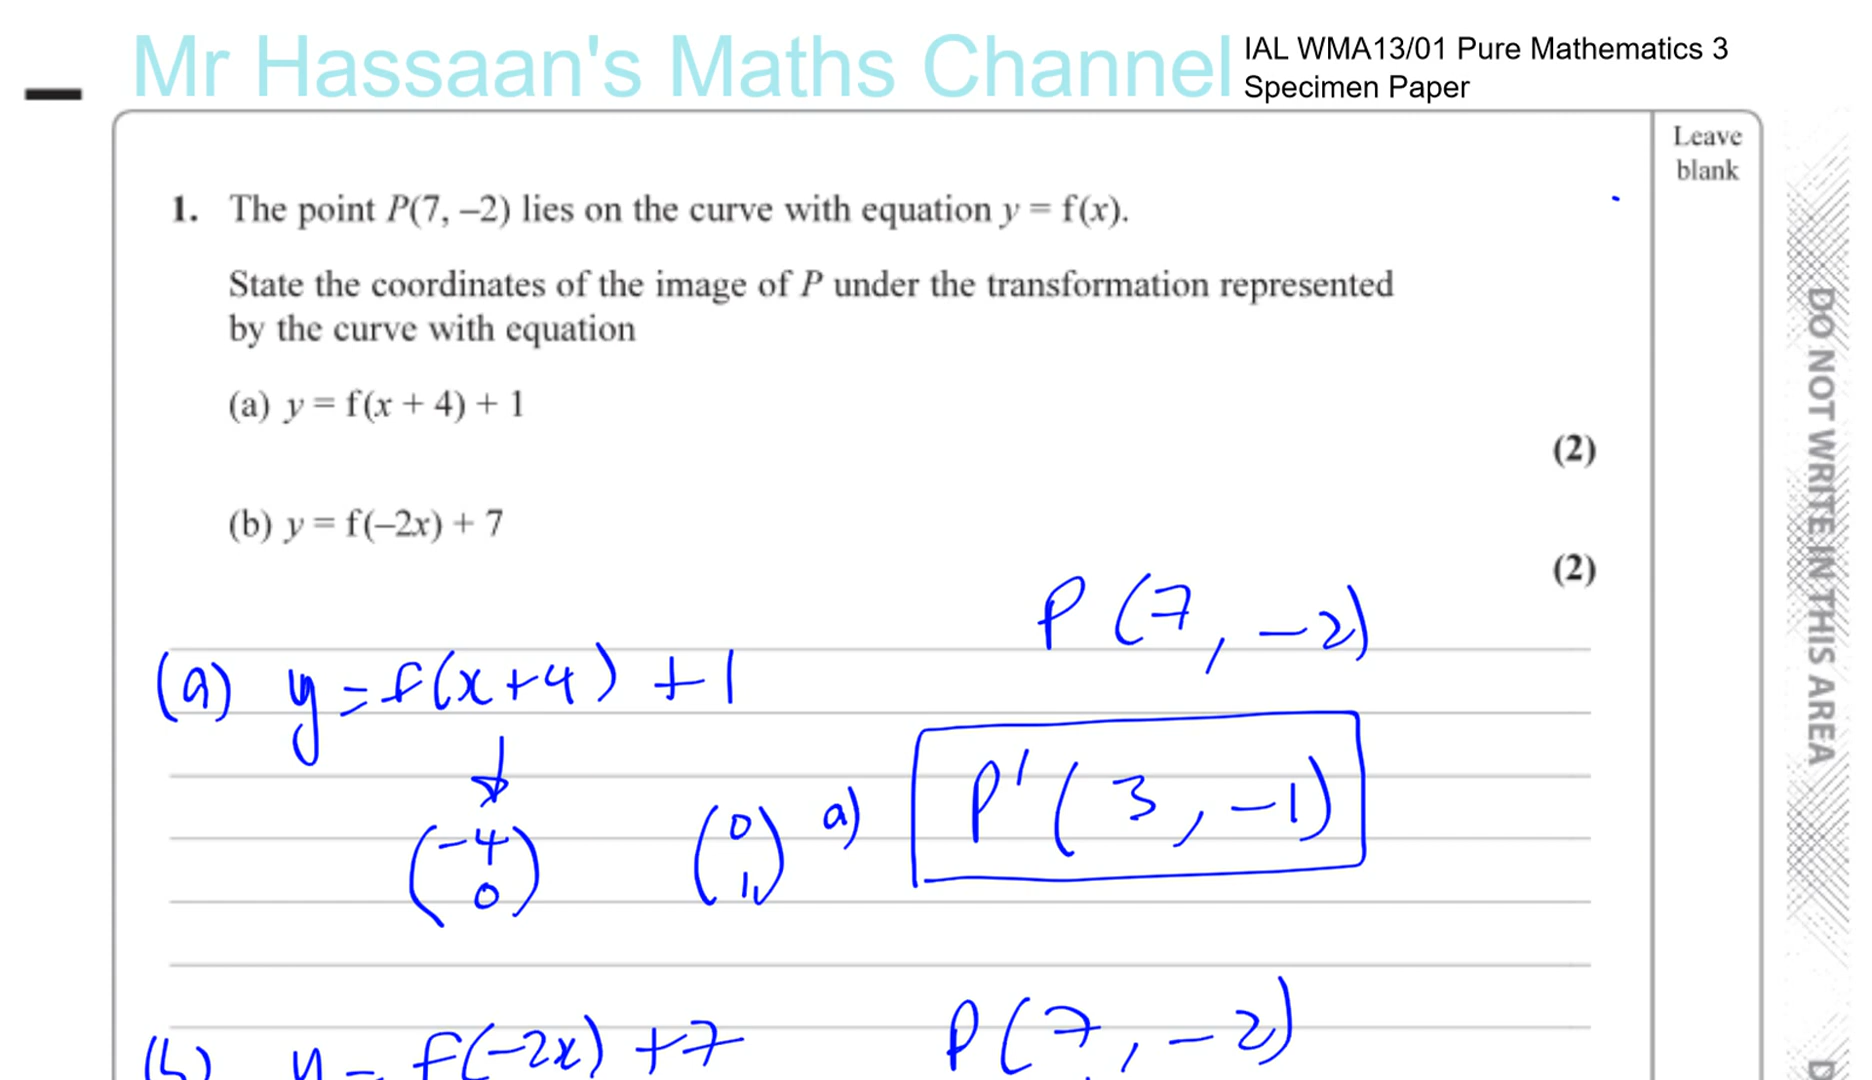 Mr Hassaan's Maths Channel
IAL WMA13/01 Pure Mathematics 3
Specimen Paper
Leave
blank
1. The point P(7, –2) lies on the curve with equation y = f(x).
State the coordinates of the image of P under the transformation represented
by the curve with equation
(a) y = f(x + 4) + 1
(2)
(b) y = f(–2x) + 7
(2)
P (7, -2)
(a) y = f(x+4) + 1
(-4
0)
(0
1)
a) P' (3, -1)
(b) y = f(-2x) +7
P(7, -2)
DO NOT WRITE IN THIS AREA
D